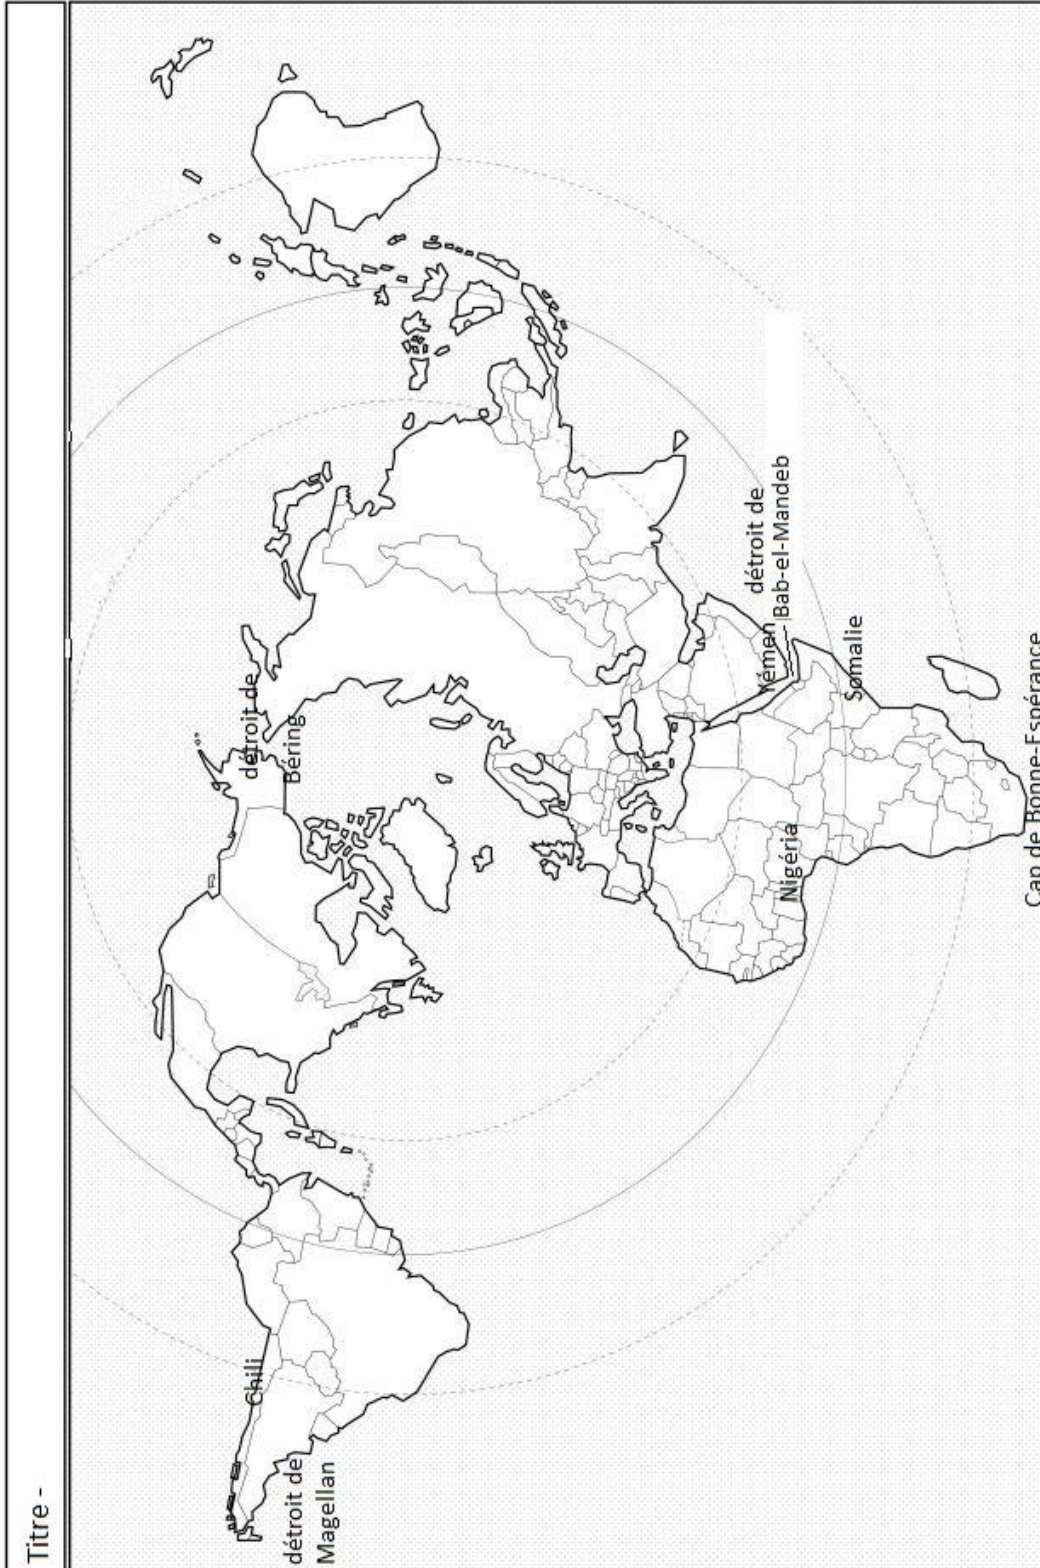 Titre -
détroit de
Béring
Chili
détroit de
Magellan
Nigéria
Yémen
détroit de
Bab-el-Mandeb
Somalie
Cap de Bonne-Espérance